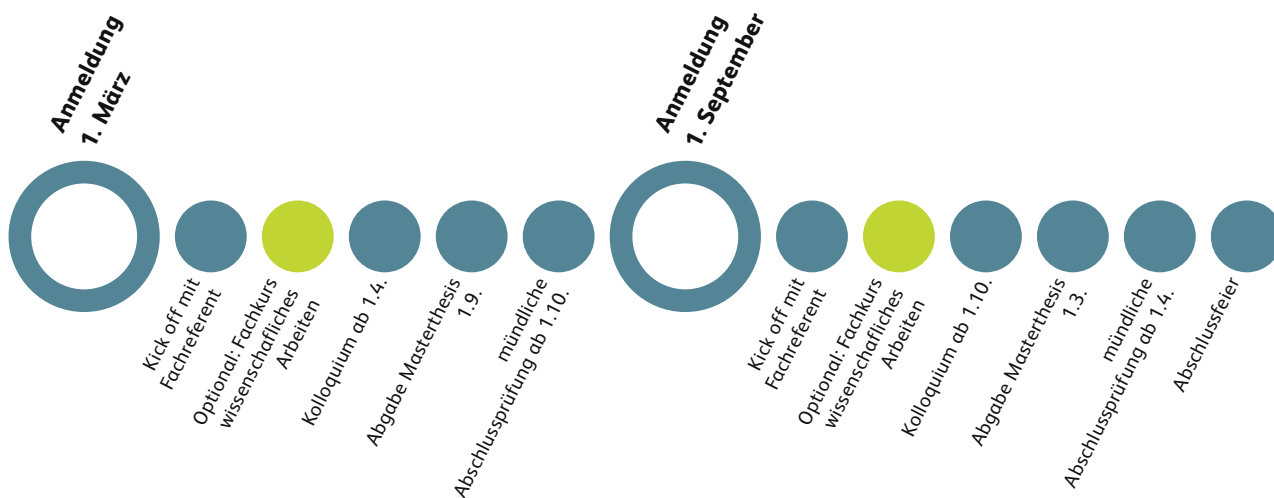 Anmeldung
1. März
Kick off mit
Fachreferent
Optional: Fachkurs
wissenschafliches
Arbeiten
Kolloquium ab 1.4.
Abgabe Masterthesis
1.9.
mündliche
Abschlussprüfung ab 1.10.
Anmeldung
1. September
Kick off mit
Fachreferent
Optional: Fachkurs
wissenschafliches
Arbeiten
Kolloquium ab 1.10.
Abgabe Masterthesis
1.3.
mündliche
Abschlussprüfung ab 1.4.
Abschlussfeier